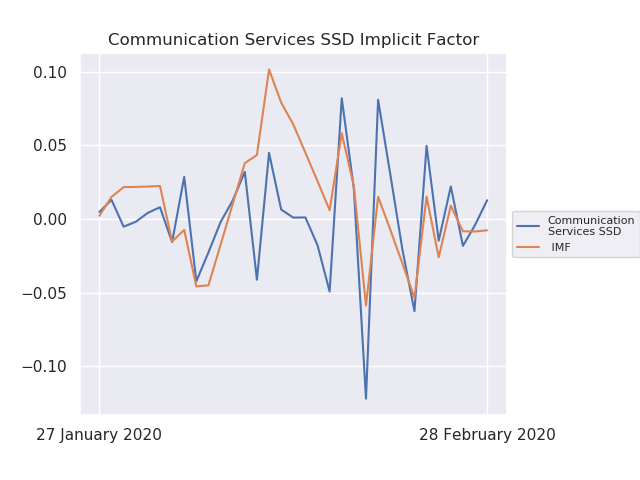 Communication Services SSD Implicit Factor
0.10
0.05
0.00
−0.05
−0.10
27 January 2020
28 February 2020
Communication
Services SSD
IMF